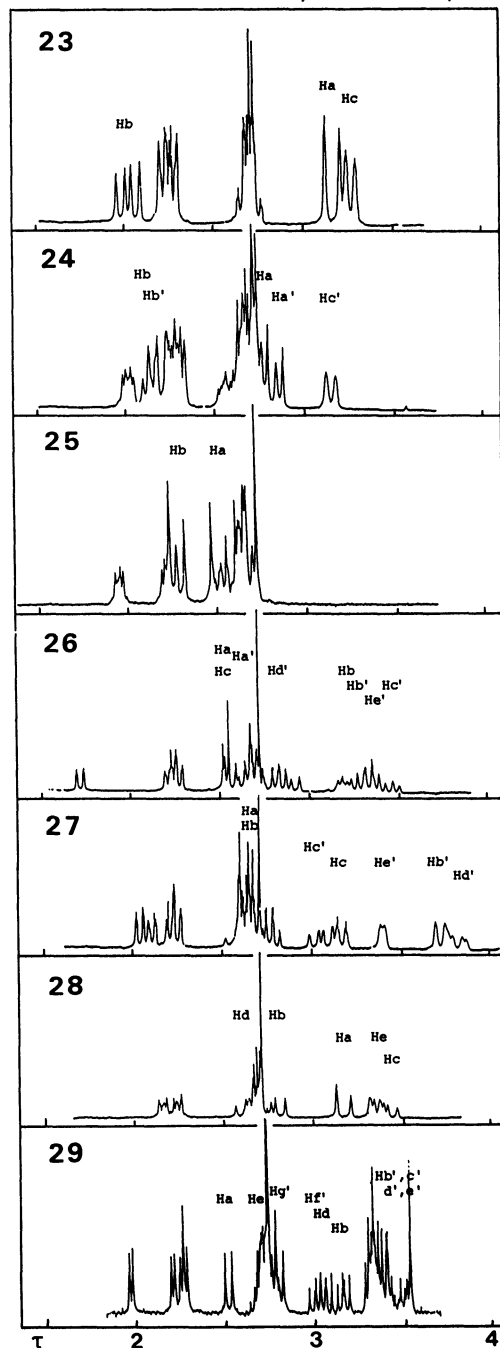 23
Ha
Hb Hc
24
Hb Ha
Hb' Ha' Hc'
25
Hb Ha
26
Ha Ha' Hd' Hb
Hc Hb' Hc'
He'
27
Ha
Hb Hc' Hc He' Hb'
Hd'
28
Hd Hb
Ha He
Hc
29
Ha He Hg' Hf' Hb',c'
Hd d',e'
Hb
τ 2 3 4